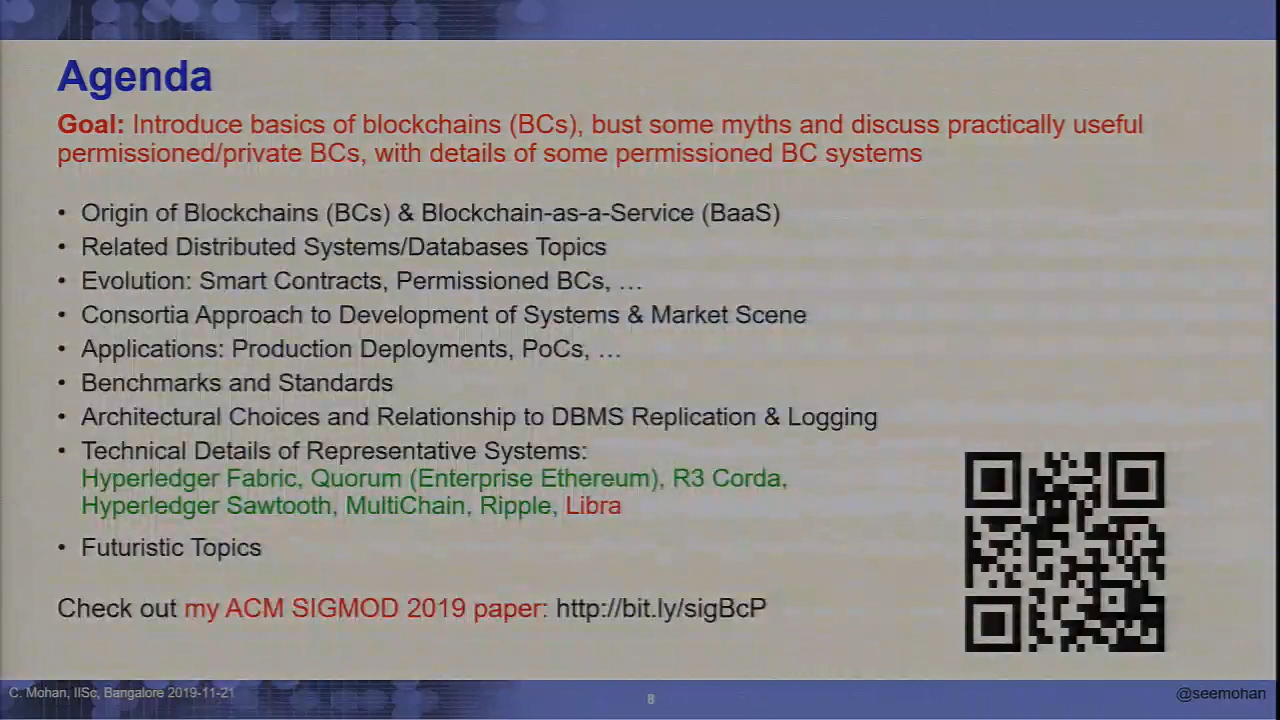 Agenda
Goal: Introduce basics of blockchains (BCs), bust some myths and discuss practically useful
permissioned/private BCs, with details of some permissioned BC systems
• Origin of Blockchains (BCs) & Blockchain-as-a-Service (BaaS)
• Related Distributed Systems/Databases Topics
• Evolution: Smart Contracts, Permissioned BCs, …
• Consortia Approach to Development of Systems & Market Scene
• Applications: Production Deployments, PoCs, …
• Benchmarks and Standards
• Architectural Choices and Relationship to DBMS Replication & Logging
• Technical Details of Representative Systems:
Hyperledger Fabric, Quorum (Enterprise Ethereum), R3 Corda,
Hyperledger Sawtooth, MultiChain, Ripple, Libra
• Futuristic Topics
Check out my ACM SIGMOD 2019 paper: http://bit.ly/sigBcP
C. Mohan, IISc, Bangalore 2019-11-21
8
@seemohan